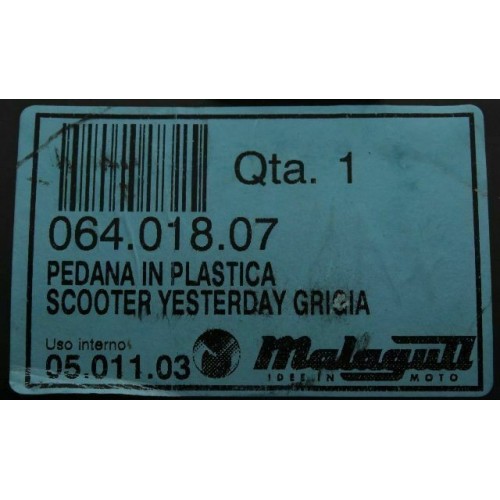 Qta. 1
064.018.07
PEDANA IN PLASTICA
SCOOTER YESTERDAY GRIGIA
Uso interno
05.011.03
Malaguti
IDEE IN MOTO